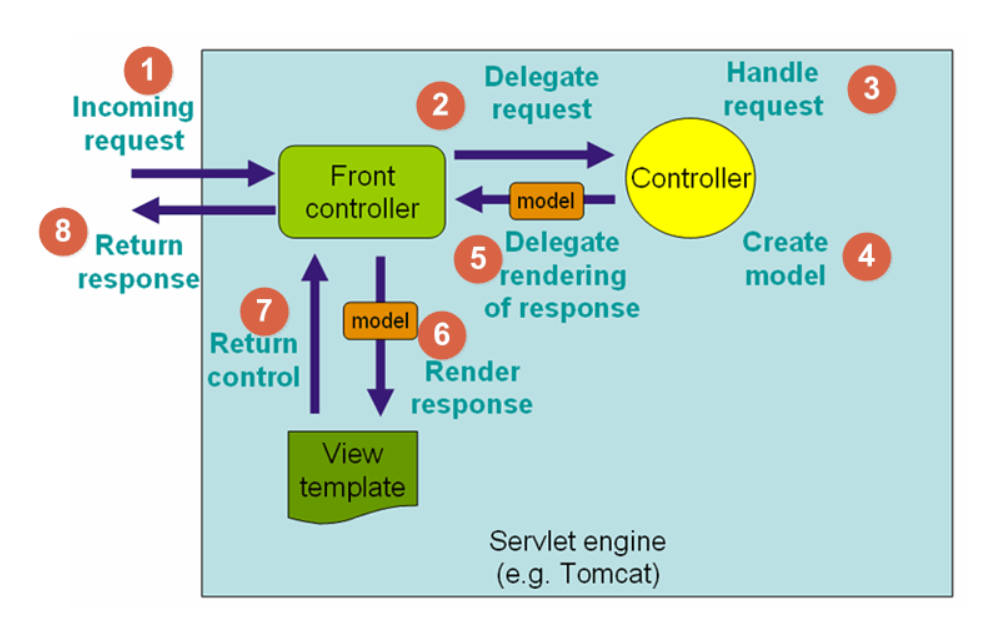 1
Incoming
request
2
Delegate
request
Handle
request
3
Front
controller
Controller
model
8
Return
response
5
Delegate
rendering
of response
Create
model
4
7
Return
control
model
6
Render
response
View
template
Servlet engine
(e.g. Tomcat)